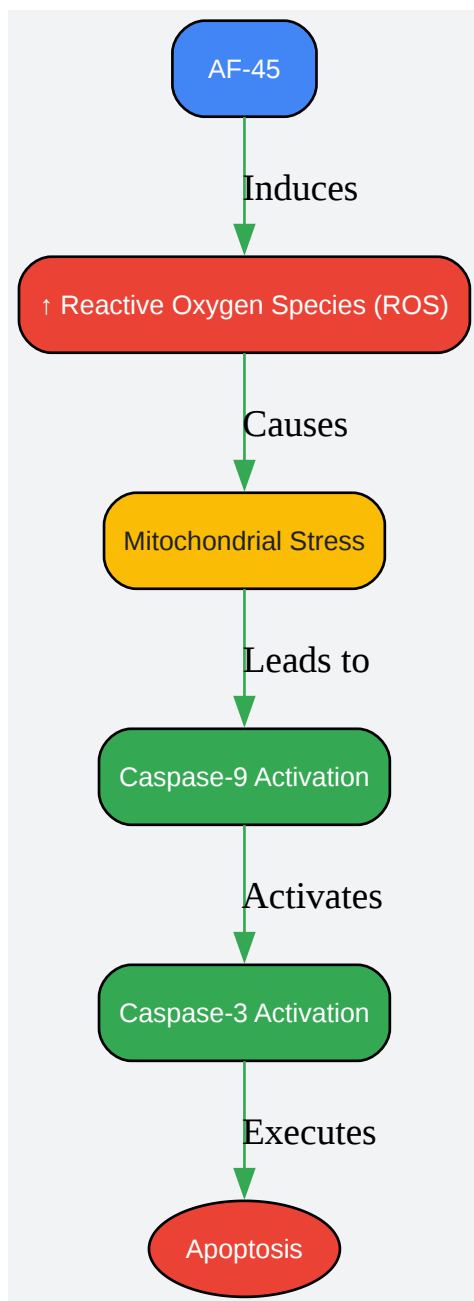 AF-45
Induces
↑ Reactive Oxygen Species (ROS)
Causes
Mitochondrial Stress
Leads to
Caspase-9 Activation
Activates
Caspase-3 Activation
Executes
Apoptosis